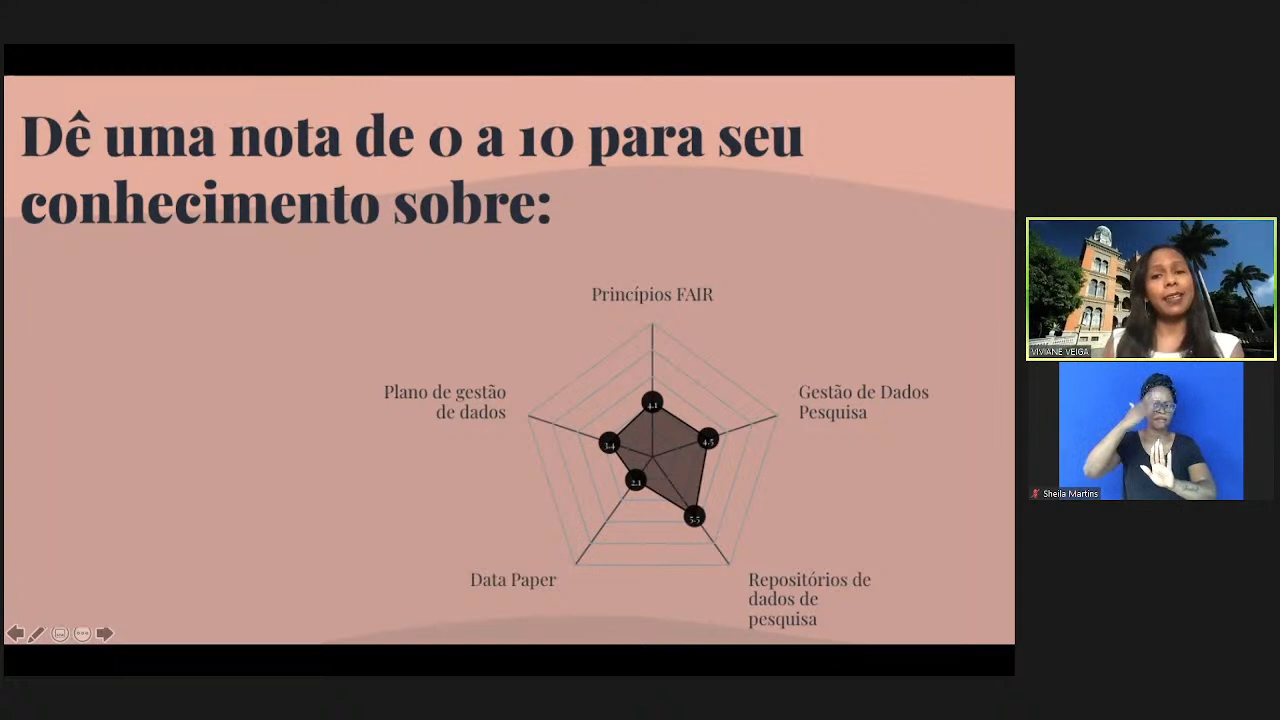 Dê uma nota de 0 a 10 para seu
conhecimento sobre:
Princípios FAIR
Plano de gestão
de dados
Gestão de Dados
Pesquisa
4.1
3.4
4.5
2.1
5.5
Data Paper
Repositórios de
dados de
pesquisa
VIVIANE VEIGA
Sheila Martins